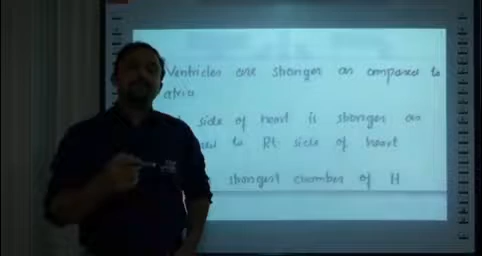 Ventricles are stronger as compared to
atria
side of heart is stronger as
to Rt. side of heart
strongest chamber of H